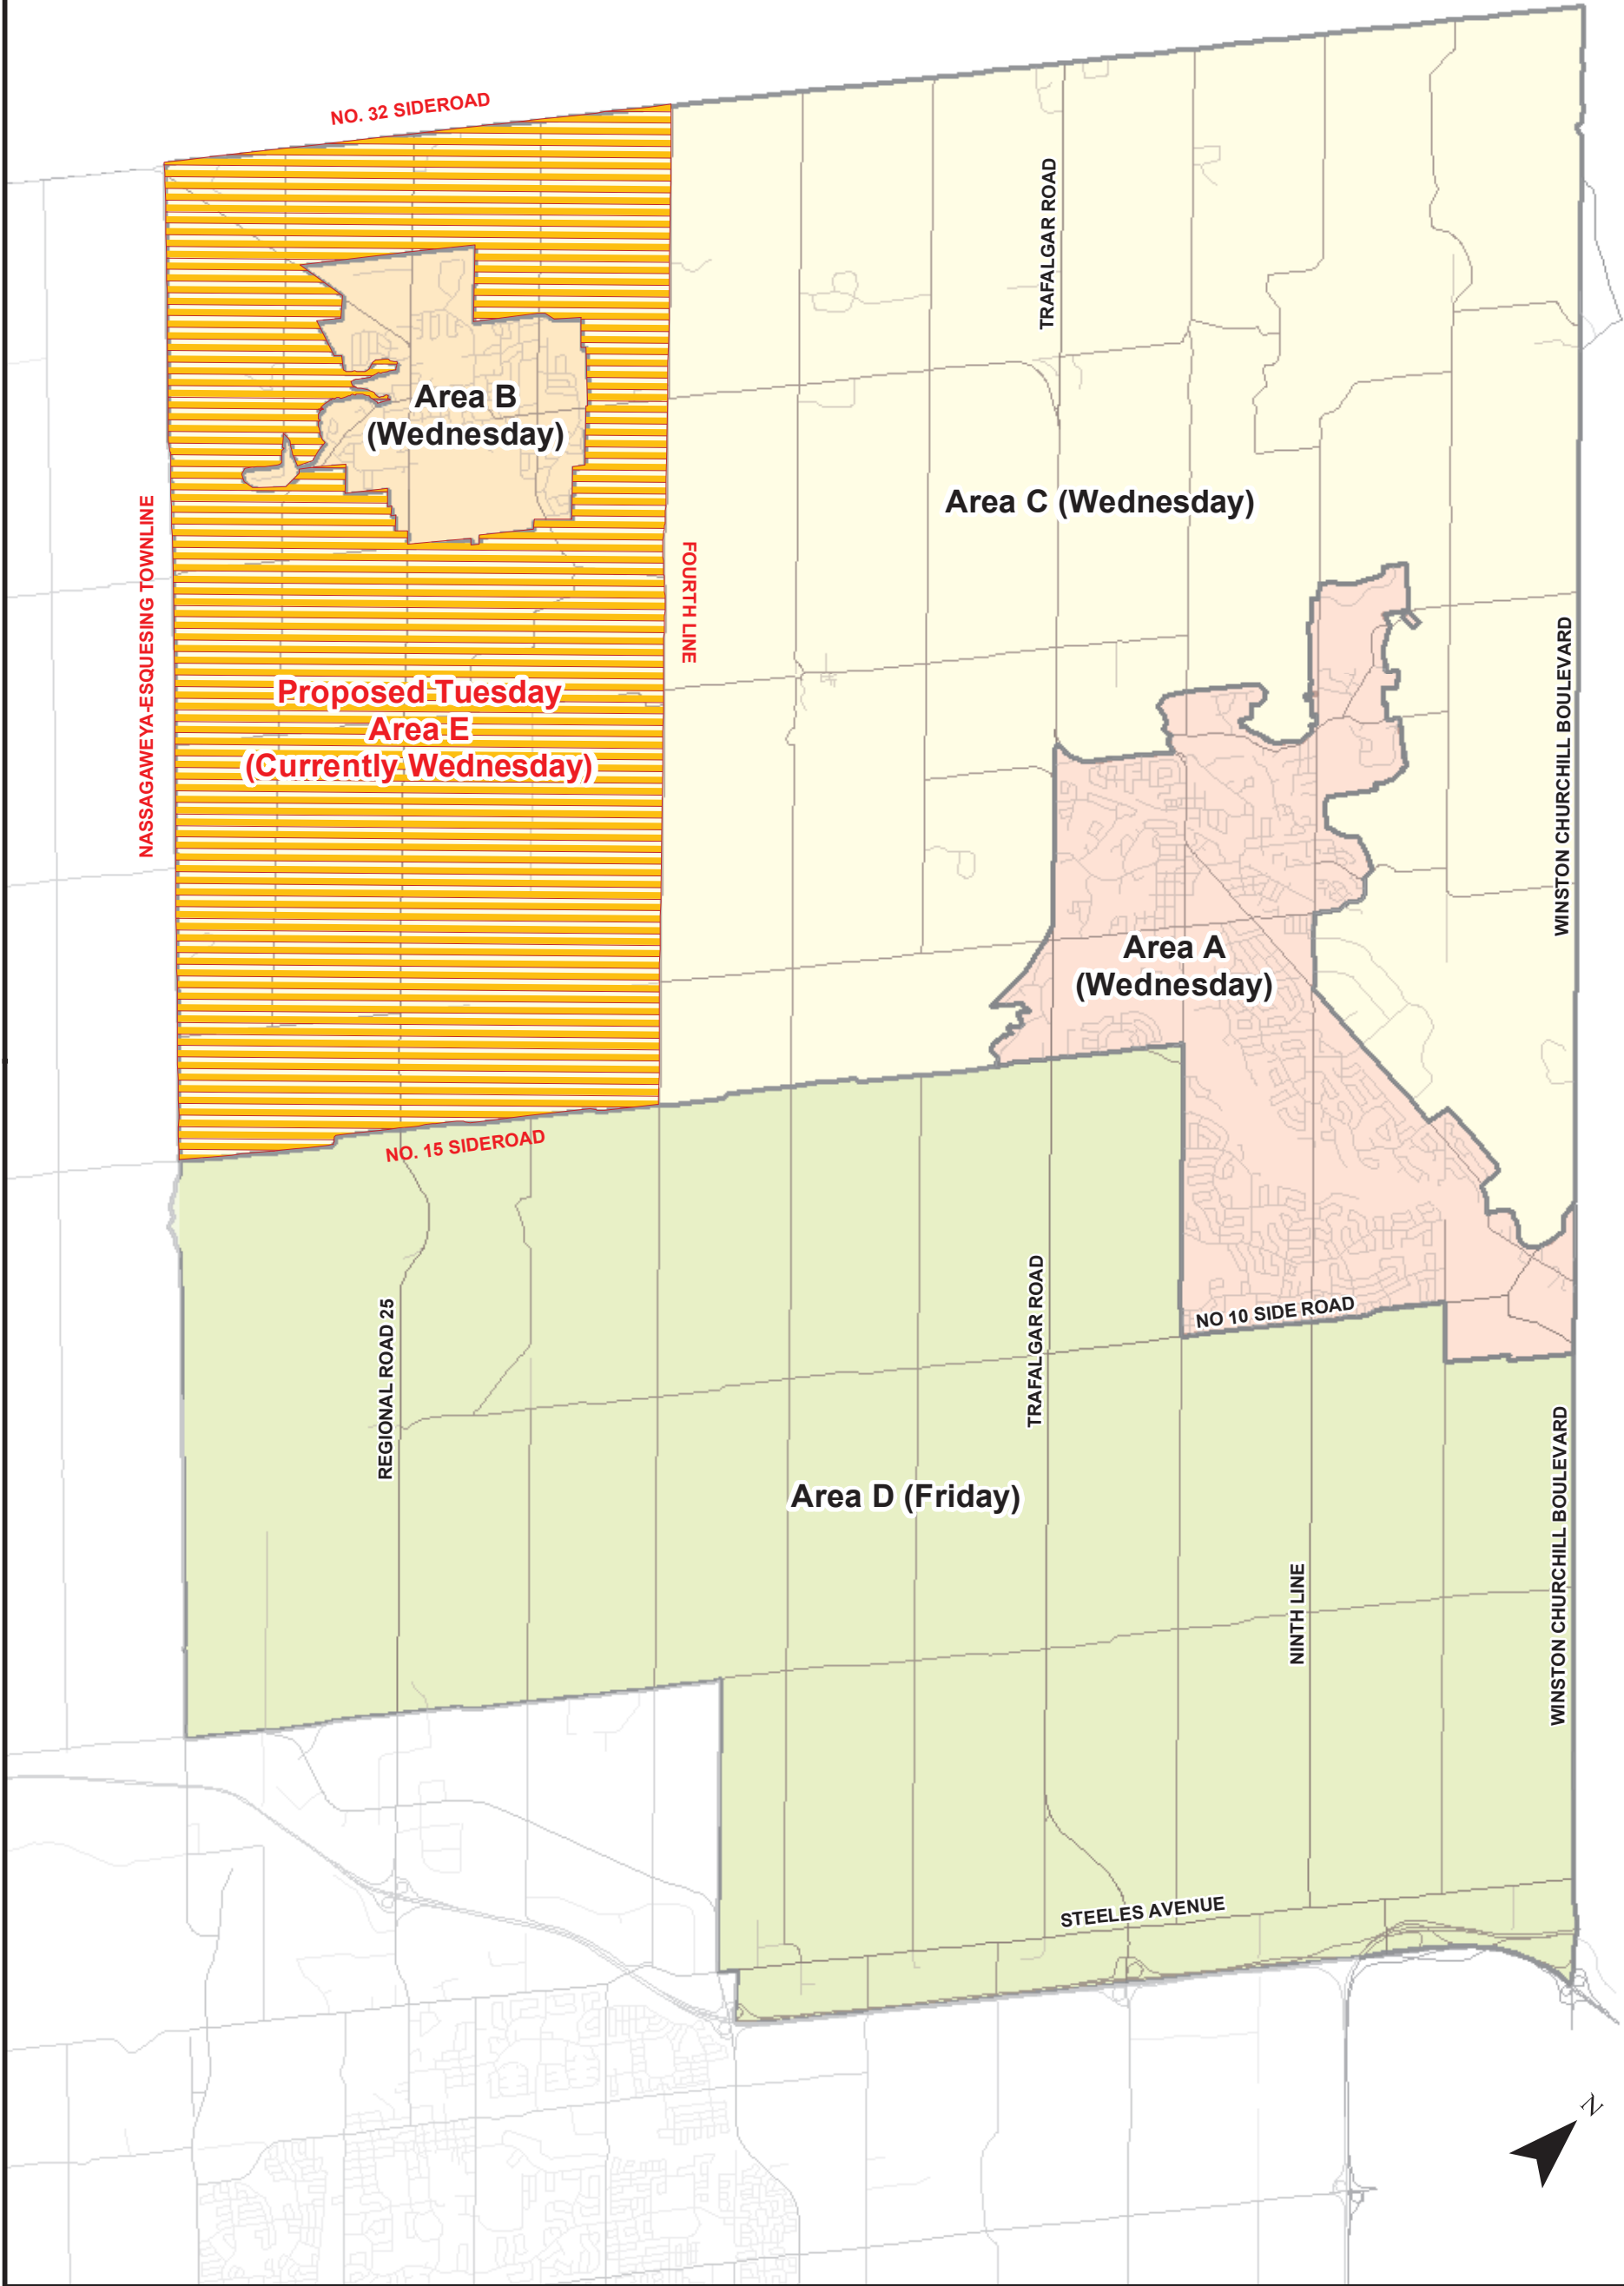 NO. 32 SIDEROAD
TRAFALGAR ROAD
Area B
(Wednesday)
Area C (Wednesday)
NASSAGAWEYA-ESQUESING TOWNLINE
FOURTH LINE
WINSTON CHURCHILL BOULEVARD
Proposed Tuesday
Area E
(Currently Wednesday)
Area A
(Wednesday)
NO. 15 SIDEROAD
REGIONAL ROAD 25
TRAFALGAR ROAD
NO 10 SIDE ROAD
Area D (Friday)
NINTH LINE
WINSTON CHURCHILL BOULEVARD
STEELES AVENUE
N